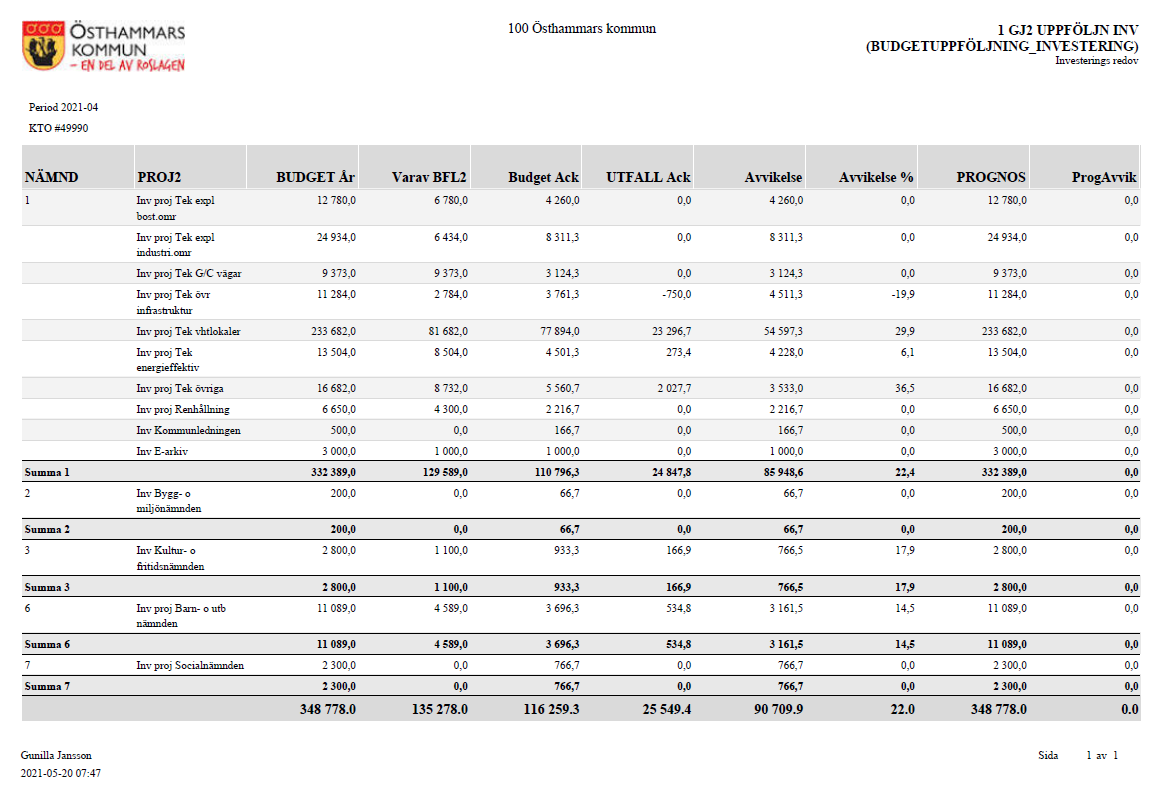 ÖSTHAMMARS
KOMMUN
– EN DEL AV ROSLAGEN
100 Östhammars kommun
1 GJ2 UPPFÖLJN INV
(BUDGETUPPFÖLJNING_INVESTERING)
Investerings redov
Period 2021-04
KTO #49990
NÄMND PROJ2 BUDGET År Varav BFL2 Budget Ack UTFALL Ack Avvikelse Avvikelse % PROGNOS ProgAvvik
1 Inv proj Tek expl 12 780,0 6 780,0 4 260,0 0,0 4 260,0 0,0 12 780,0 0,0
bost.omr
Inv proj Tek expl 24 934,0 6 434,0 8 311,3 0,0 8 311,3 0,0 24 934,0 0,0
industri.omr
Inv proj Tek G/C vägar 9 373,0 9 373,0 3 124,3 0,0 3 124,3 0,0 9 373,0 0,0
Inv proj Tek övr 11 284,0 2 784,0 3 761,3 -750,0 4 511,3 -19,9 11 284,0 0,0
infrastruktur
Inv proj Tek vhtlokaler 233 682,0 81 682,0 77 894,0 23 296,7 54 597,3 29,9 233 682,0 0,0
Inv proj Tek 13 504,0 8 504,0 4 501,3 273,4 4 228,0 6,1 13 504,0 0,0
energieffektiv
Inv proj Tek övriga 16 682,0 8 732,0 5 560,7 2 027,7 3 533,0 36,5 16 682,0 0,0
Inv proj Renhållning 6 650,0 4 300,0 2 216,7 0,0 2 216,7 0,0 6 650,0 0,0
Inv Kommunledningen 500,0 0,0 166,7 0,0 166,7 0,0 500,0 0,0
Inv E-arkiv 3 000,0 1 000,0 1 000,0 0,0 1 000,0 0,0 3 000,0 0,0
Summa 1 332 389,0 129 589,0 110 796,3 24 847,8 85 948,6 22,4 332 389,0 0,0
2 Inv Bygg- o 200,0 0,0 66,7 0,0 66,7 0,0 200,0 0,0
miljönämnden
Summa 2 200,0 0,0 66,7 0,0 66,7 0,0 200,0 0,0
3 Inv Kultur- o 2 800,0 1 100,0 933,3 166,9 766,5 17,9 2 800,0 0,0
fritidsnämnden
Summa 3 2 800,0 1 100,0 933,3 166,9 766,5 17,9 2 800,0 0,0
6 Inv proj Barn- o utb 11 089,0 4 589,0 3 696,3 534,8 3 161,5 14,5 11 089,0 0,0
nämnden
Summa 6 11 089,0 4 589,0 3 696,3 534,8 3 161,5 14,5 11 089,0 0,0
7 Inv proj Socialnämnden 2 300,0 0,0 766,7 0,0 766,7 0,0 2 300,0 0,0
Summa 7 2 300,0 0,0 766,7 0,0 766,7 0,0 2 300,0 0,0
348 778.0 135 278.0 116 259.3 25 549.4 90 709.9 22.0 348 778.0 0.0
Gunilla Jansson Sida 1 av 1
2021-05-20 07:47